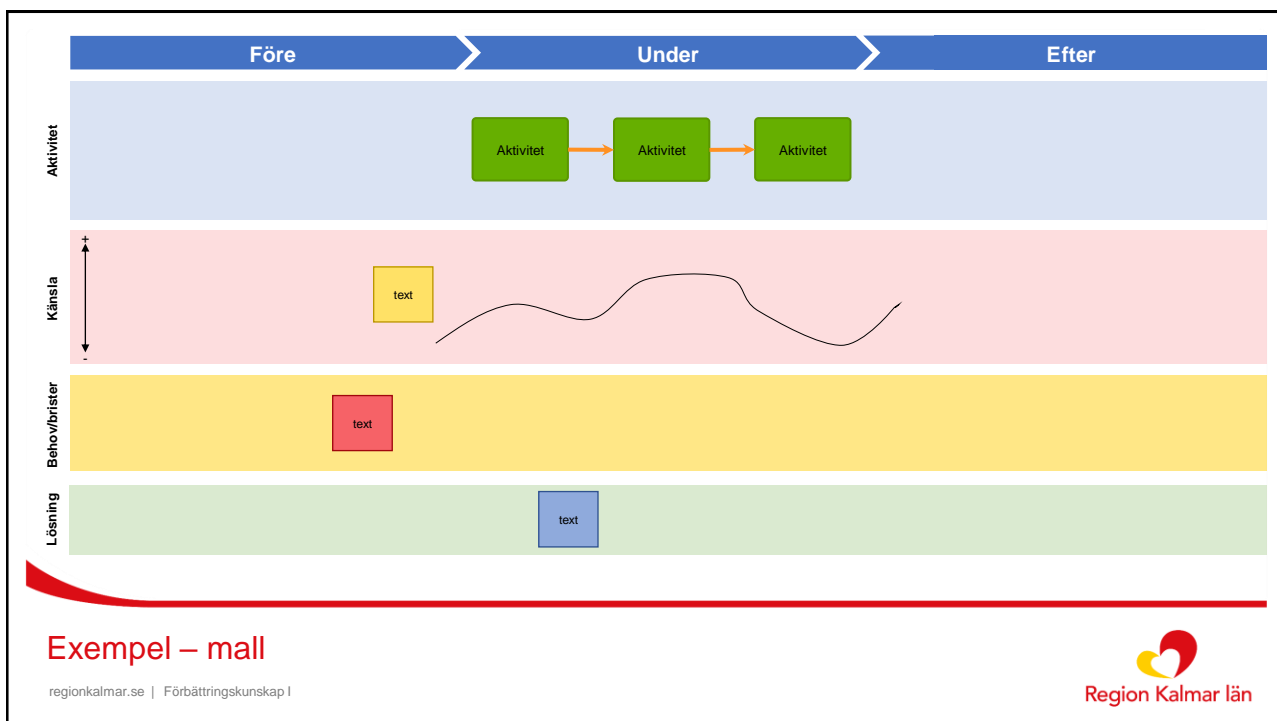 Före
Under
Efter
Aktivitet
Aktivitet
Aktivitet
Aktivitet
Känsla
+
-
text
Behov/brister
text
Lösning
text
Exempel – mall
regionkalmar.se | Förbättringskunskap I
Region Kalmar län